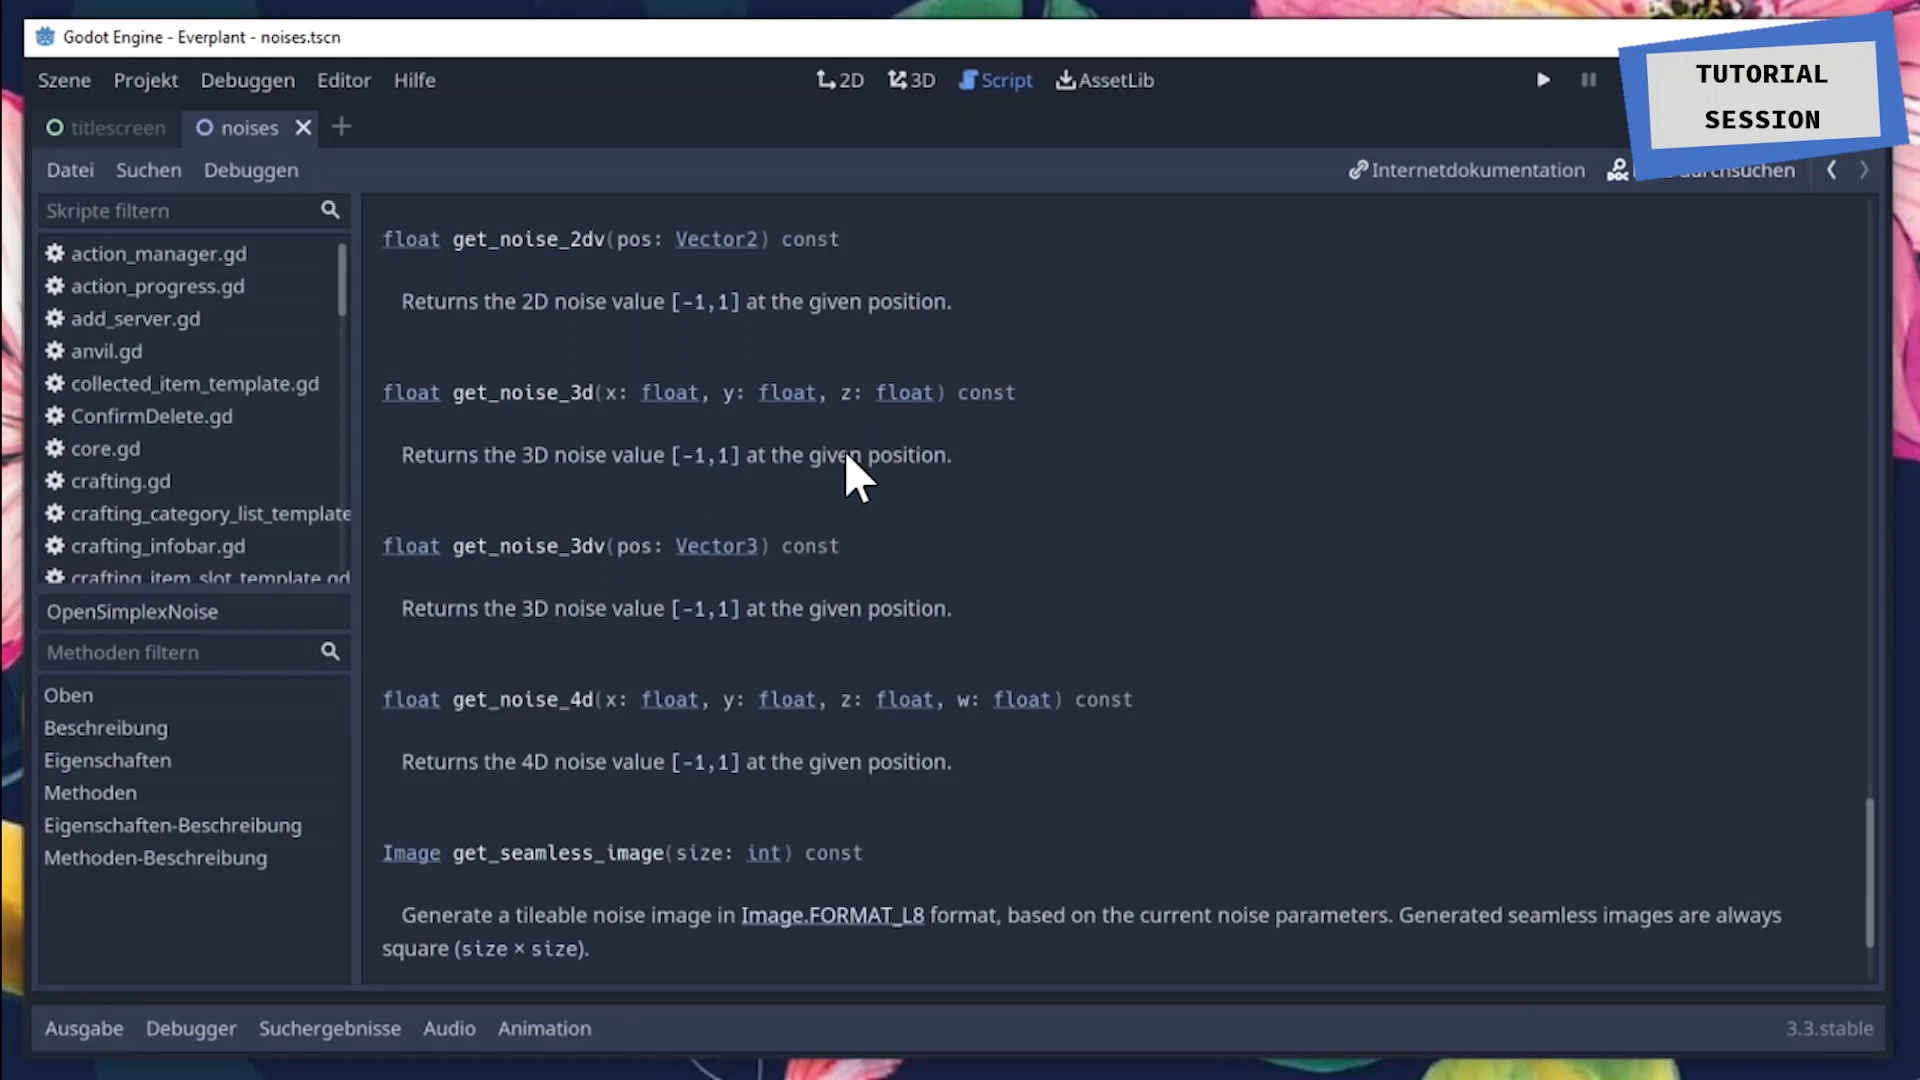 Godot Engine - Everplant - noises.tscn
TUTORIAL
SESSION
Szene Projekt Debuggen Editor Hilfe
2D 3D Script AssetLib
titlescreen noises
Datei Suchen Debuggen
Internetdokumentation durchsuchen
Skripte filtern
action_manager.gd
action_progress.gd
add_server.gd
anvil.gd
collected_item_template.gd
ConfirmDelete.gd
core.gd
crafting.gd
crafting_category_list_template
crafting_infobar.gd
crafting_item_slot_template.gd
OpenSimplexNoise
Methoden filtern
Oben
Beschreibung
Eigenschaften
Methoden
Eigenschaften-Beschreibung
Methoden-Beschreibung
float get_noise_2dv(pos: Vector2) const
Returns the 2D noise value [-1,1] at the given position.
float get_noise_3d(x: float, y: float, z: float) const
Returns the 3D noise value [-1,1] at the given position.
float get_noise_3dv(pos: Vector3) const
Returns the 3D noise value [-1,1] at the given position.
float get_noise_4d(x: float, y: float, z: float, w: float) const
Returns the 4D noise value [-1,1] at the given position.
Image get_seamless_image(size: int) const
Generate a tileable noise image in Image.FORMAT_L8 format, based on the current noise parameters. Generated seamless images are always
square (size × size).
Ausgabe Debugger Suchergebnisse Audio Animation
3.3.stable